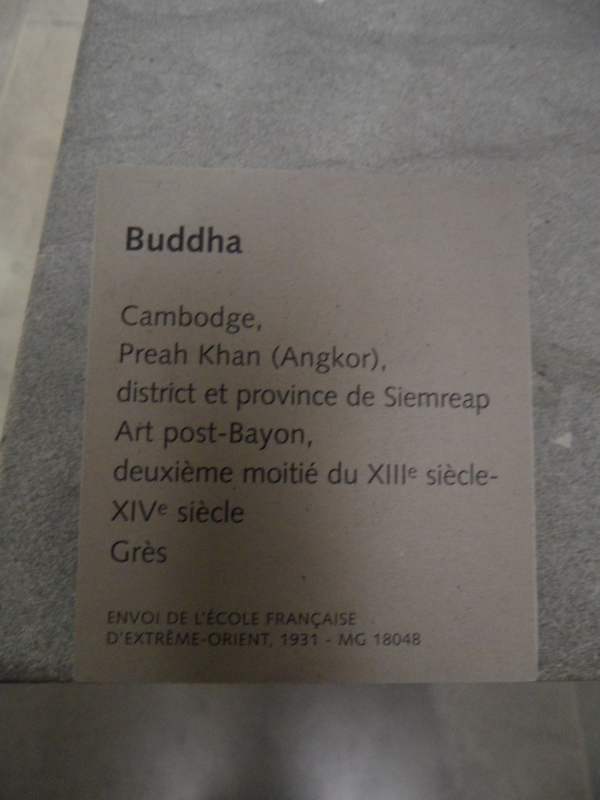 Buddha
Cambodge,
Preah Khan (Angkor),
district et province de Siemreap
Art post-Bayon,
deuxième moitié du XIIIᵉ siècle-
XIVᵉ siècle
Grès
ENVOI DE L'ÉCOLE FRANÇAISE
D'EXTRÊME-ORIENT, 1931 - MG 18048